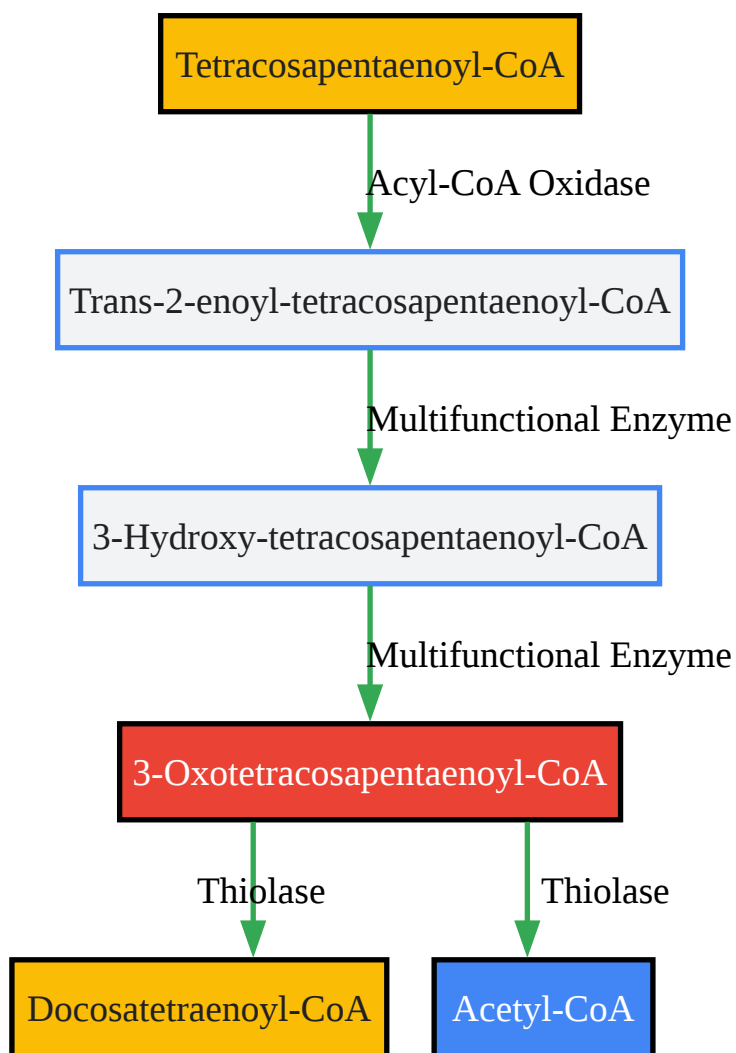 Tetracosapentaenoyl-CoA
Acyl-CoA Oxidase
Trans-2-enoyl-tetracosapentaenoyl-CoA
Multifunctional Enzyme
3-Hydroxy-tetracosapentaenoyl-CoA
Multifunctional Enzyme
3-Oxotetracosapentaenoyl-CoA
Thiolase
Thiolase
Docosatetraenoyl-CoA
Acetyl-CoA